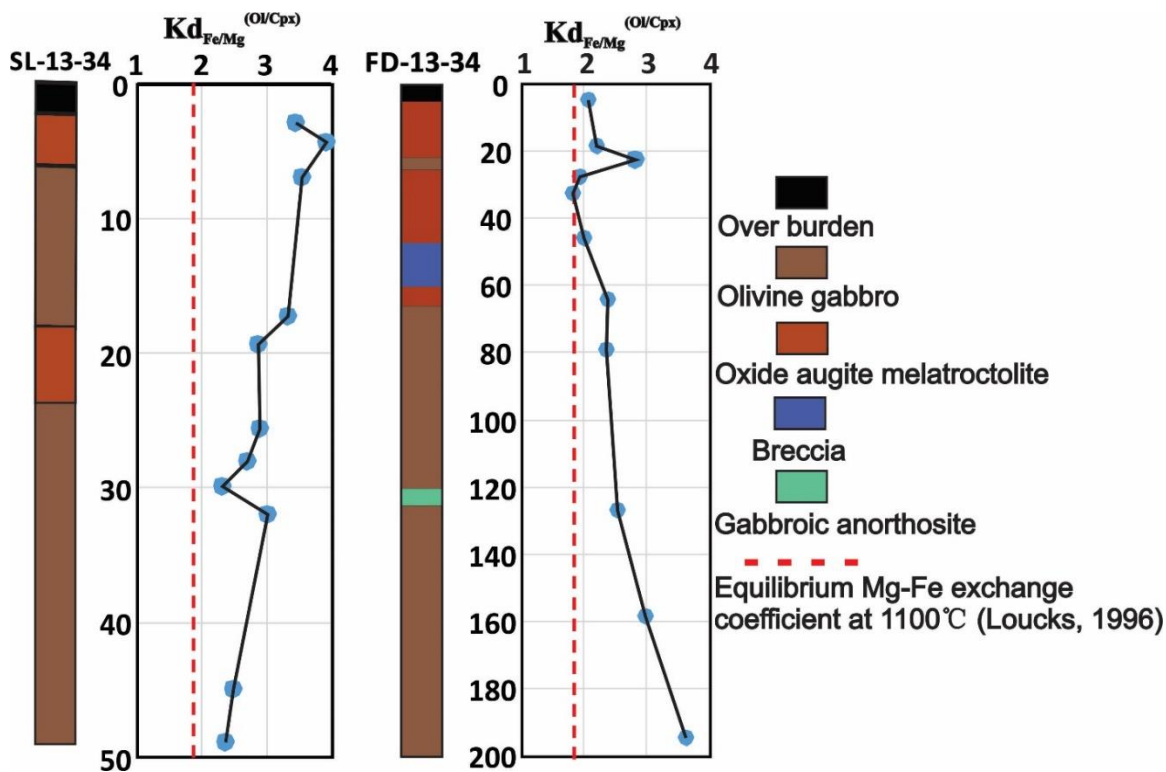 Kd Fe/Mg (Ol/Cpx)
SL-13-34
1 2 3 4
0
10
20
30
40
50
Kd Fe/Mg (Ol/Cpx)
FD-13-34
1 2 3 4
0
20
40
60
80
100
120
140
160
180
200
Over burden
Olivine gabbro
Oxide augite melatroctolite
Breccia
Gabbroic anorthosite
Equilibrium Mg-Fe exchange
coefficient at 1100℃ (Loucks, 1996)